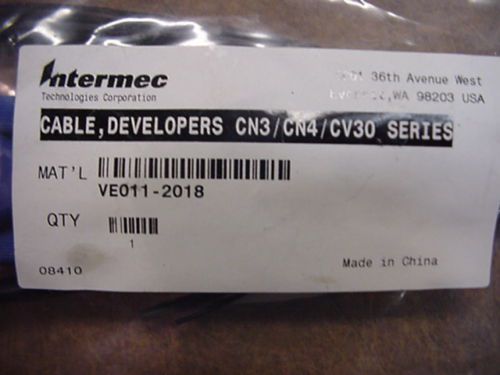 Intermec
Technologies Corporation
36th Avenue West
WA 98203 USA
CABLE,DEVELOPERS CN3/CN4/CV30 SERIES
MAT'L
VE011-2018
QTY
1
08410
Made in China